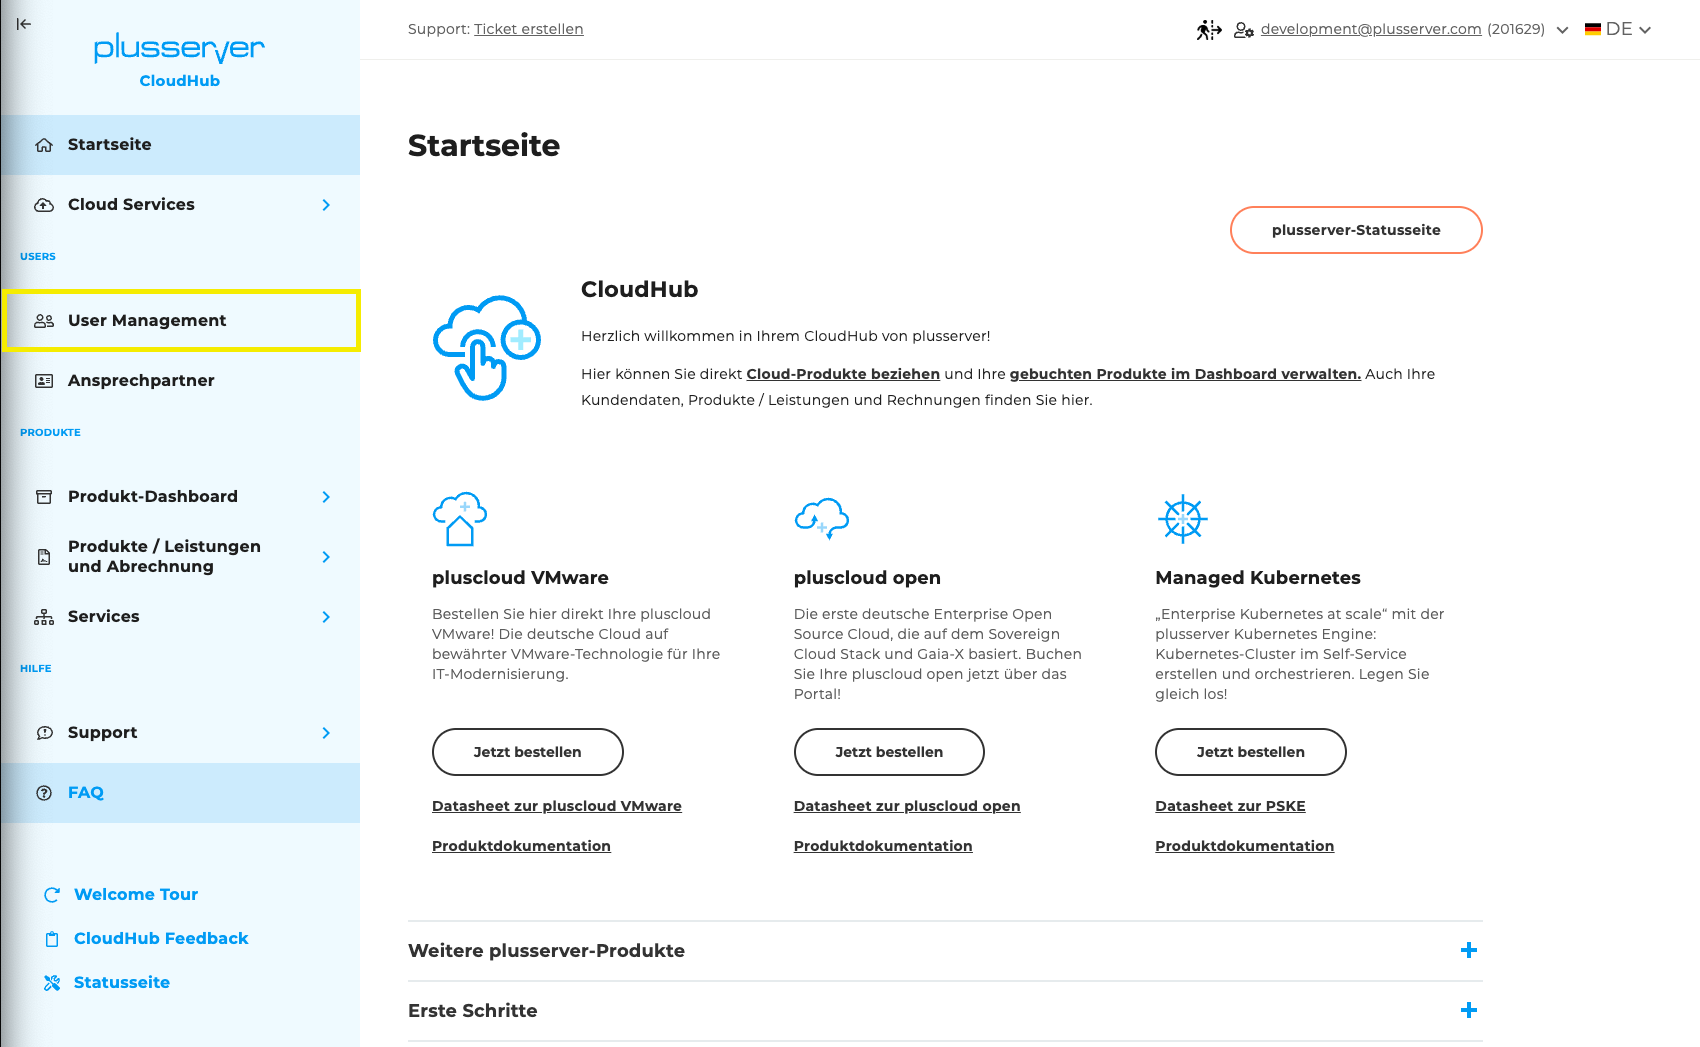 plusserver
CloudHub
Startseite
Cloud Services
USERS
User Management
Ansprechpartner
PRODUKTE
Produkt-Dashboard
Produkte / Leistungen
und Abrechnung
Services
HILFE
Support
FAQ
Welcome Tour
CloudHub Feedback
Statusseite
Support: Ticket erstellen
development@plusserver.com (201629)
DE
Startseite
plusserver-Statusseite
CloudHub
Herzlich willkommen in Ihrem CloudHub von plusserver!
Hier können Sie direkt Cloud-Produkte beziehen und Ihre gebuchten Produkte im Dashboard verwalten. Auch Ihre
Kundendaten, Produkte / Leistungen und Rechnungen finden Sie hier.
pluscloud VMware
Bestellen Sie hier direkt Ihre pluscloud
VMware! Die deutsche Cloud auf
bewährter VMware-Technologie für Ihre
IT-Modernisierung.
Jetzt bestellen
Datasheet zur pluscloud VMware
Produktdokumentation
pluscloud open
Die erste deutsche Enterprise Open
Source Cloud, die auf dem Sovereign
Cloud Stack und Gaia-X basiert. Buchen
Sie Ihre pluscloud open jetzt über das
Portal!
Jetzt bestellen
Datasheet zur pluscloud open
Produktdokumentation
Managed Kubernetes
„Enterprise Kubernetes at scale“ mit der
plusserver Kubernetes Engine:
Kubernetes-Cluster im Self-Service
erstellen und orchestrieren. Legen Sie
gleich los!
Jetzt bestellen
Datasheet zur PSKE
Produktdokumentation
Weitere plusserver-Produkte
Erste Schritte